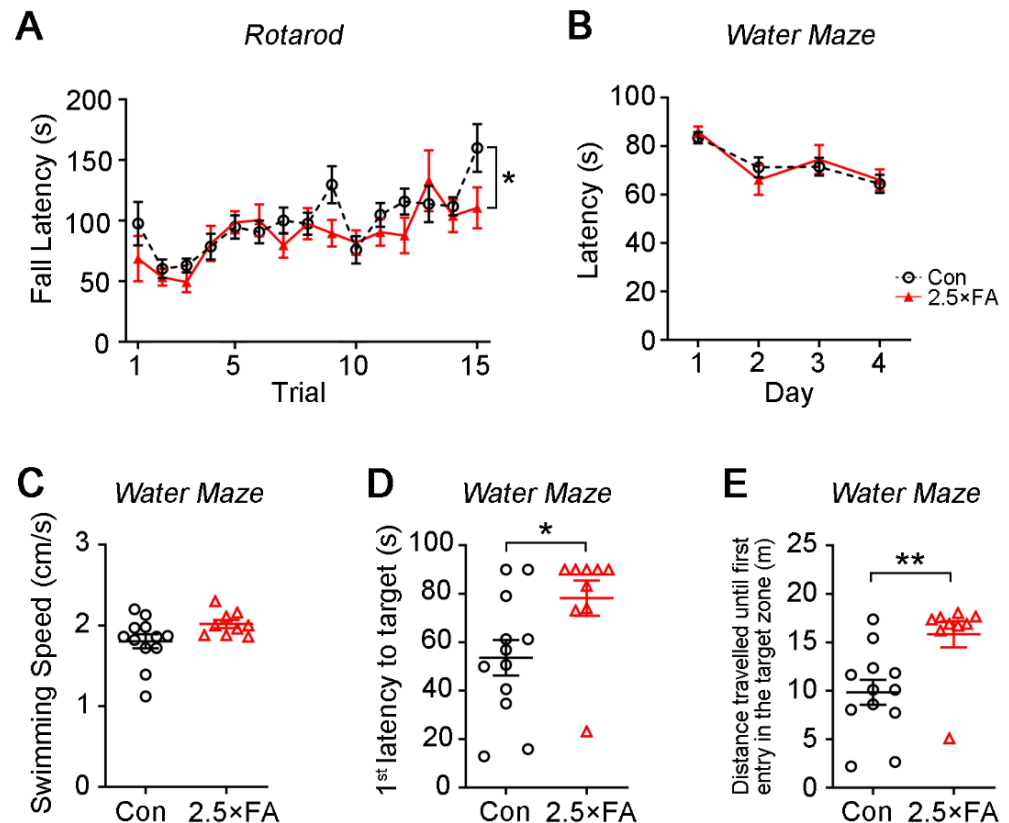 A
Rotarod
Fall Latency (s)
200
150
100
50
0
*
1
5
10
15
Trial
B
Water Maze
Latency (s)
100
80
60
40
20
0
Con
2.5×FA
1
2
3
4
Day
C
Water Maze
Swimming Speed (cm/s)
3
2
1
0
Con
2.5×FA
D
Water Maze
1st latency to target (s)
100
80
60
40
20
0
*
Con
2.5×FA
E
Water Maze
Distance travelled until first
entry in the target zone (m)
25
20
15
10
5
0
**
Con
2.5×FA